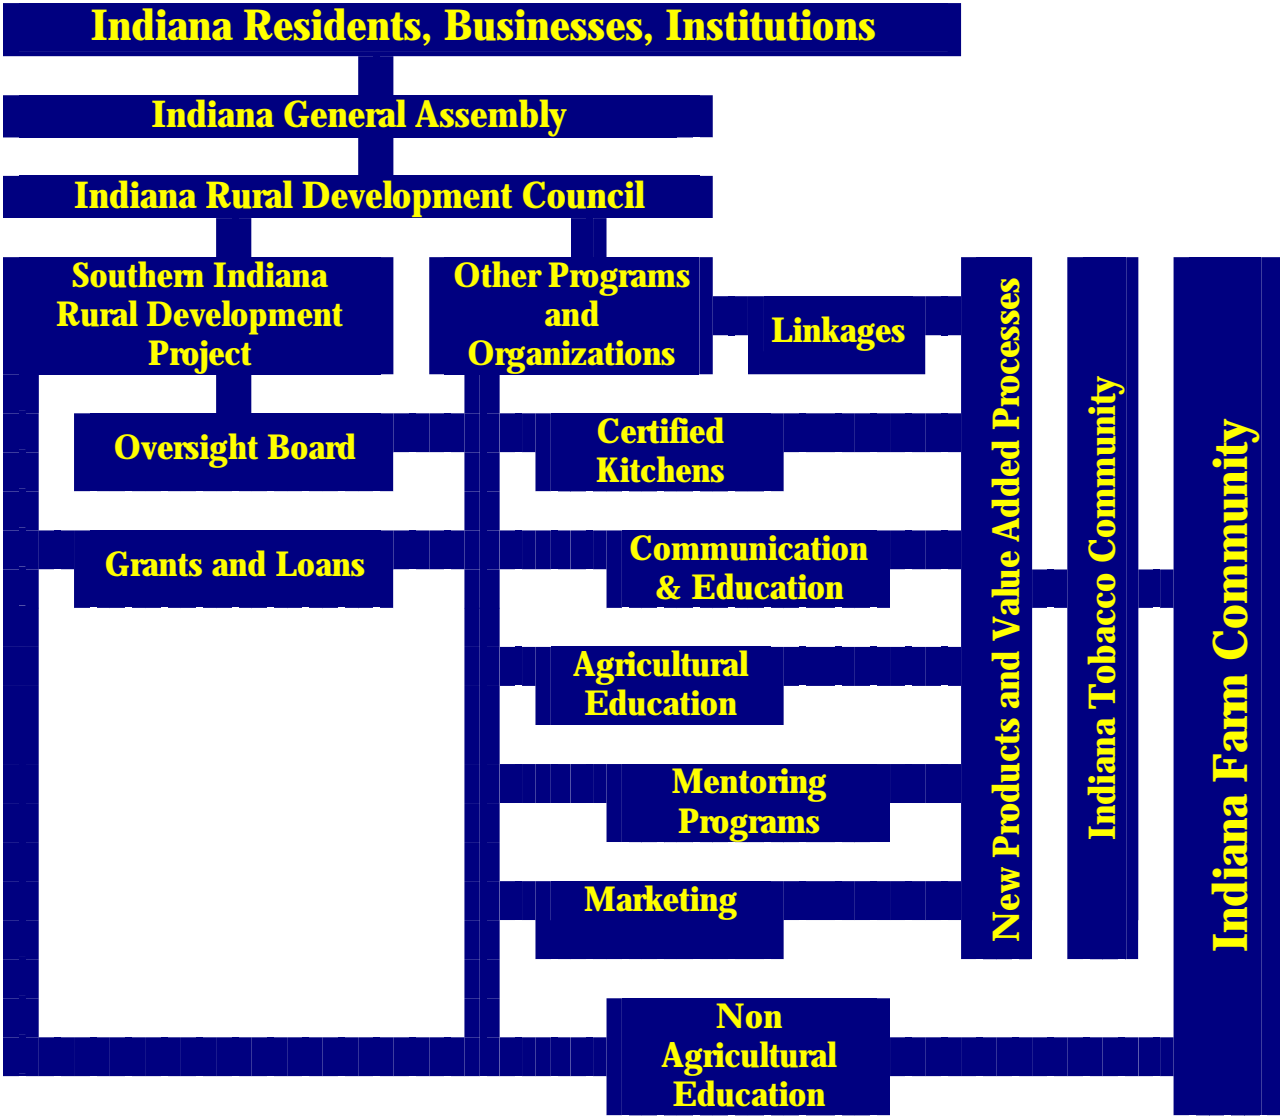 Indiana Residents, Businesses, Institutions
Indiana General Assembly
Indiana Rural Development Council
Southern Indiana
Rural Development
Project
Other Programs
and
Organizations
Linkages
Oversight Board
Certified
Kitchens
Grants and Loans
Communication
& Education
Agricultural
Education
Mentoring
Programs
Marketing
Non
Agricultural
Education
New Products and Value Added Processes
Indiana Tobacco Community
Indiana Farm Community